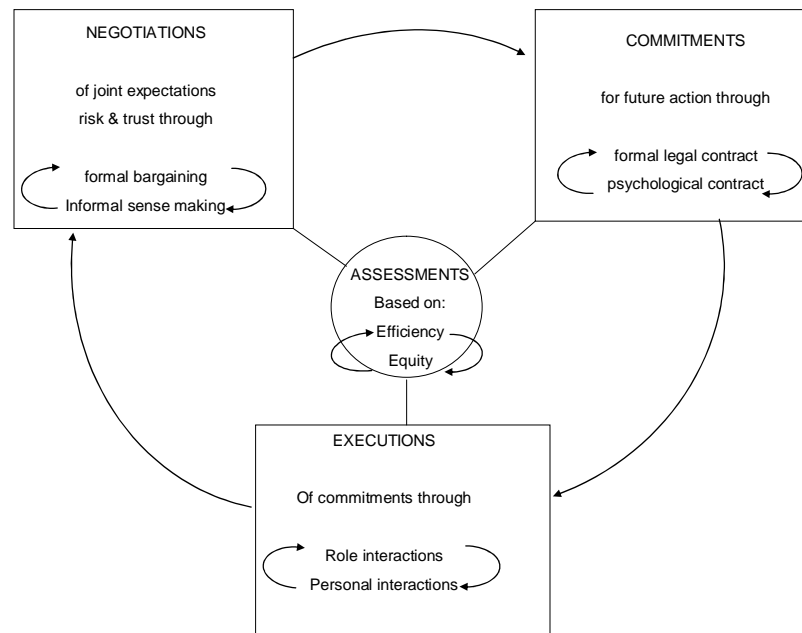 NEGOTIATIONS
of joint expectations
risk & trust through
formal bargaining
Informal sense making
COMMITMENTS
for future action through
formal legal contract
psychological contract
ASSESSMENTS
Based on:
Efficiency
Equity
EXECUTIONS
Of commitments through
Role interactions
Personal interactions